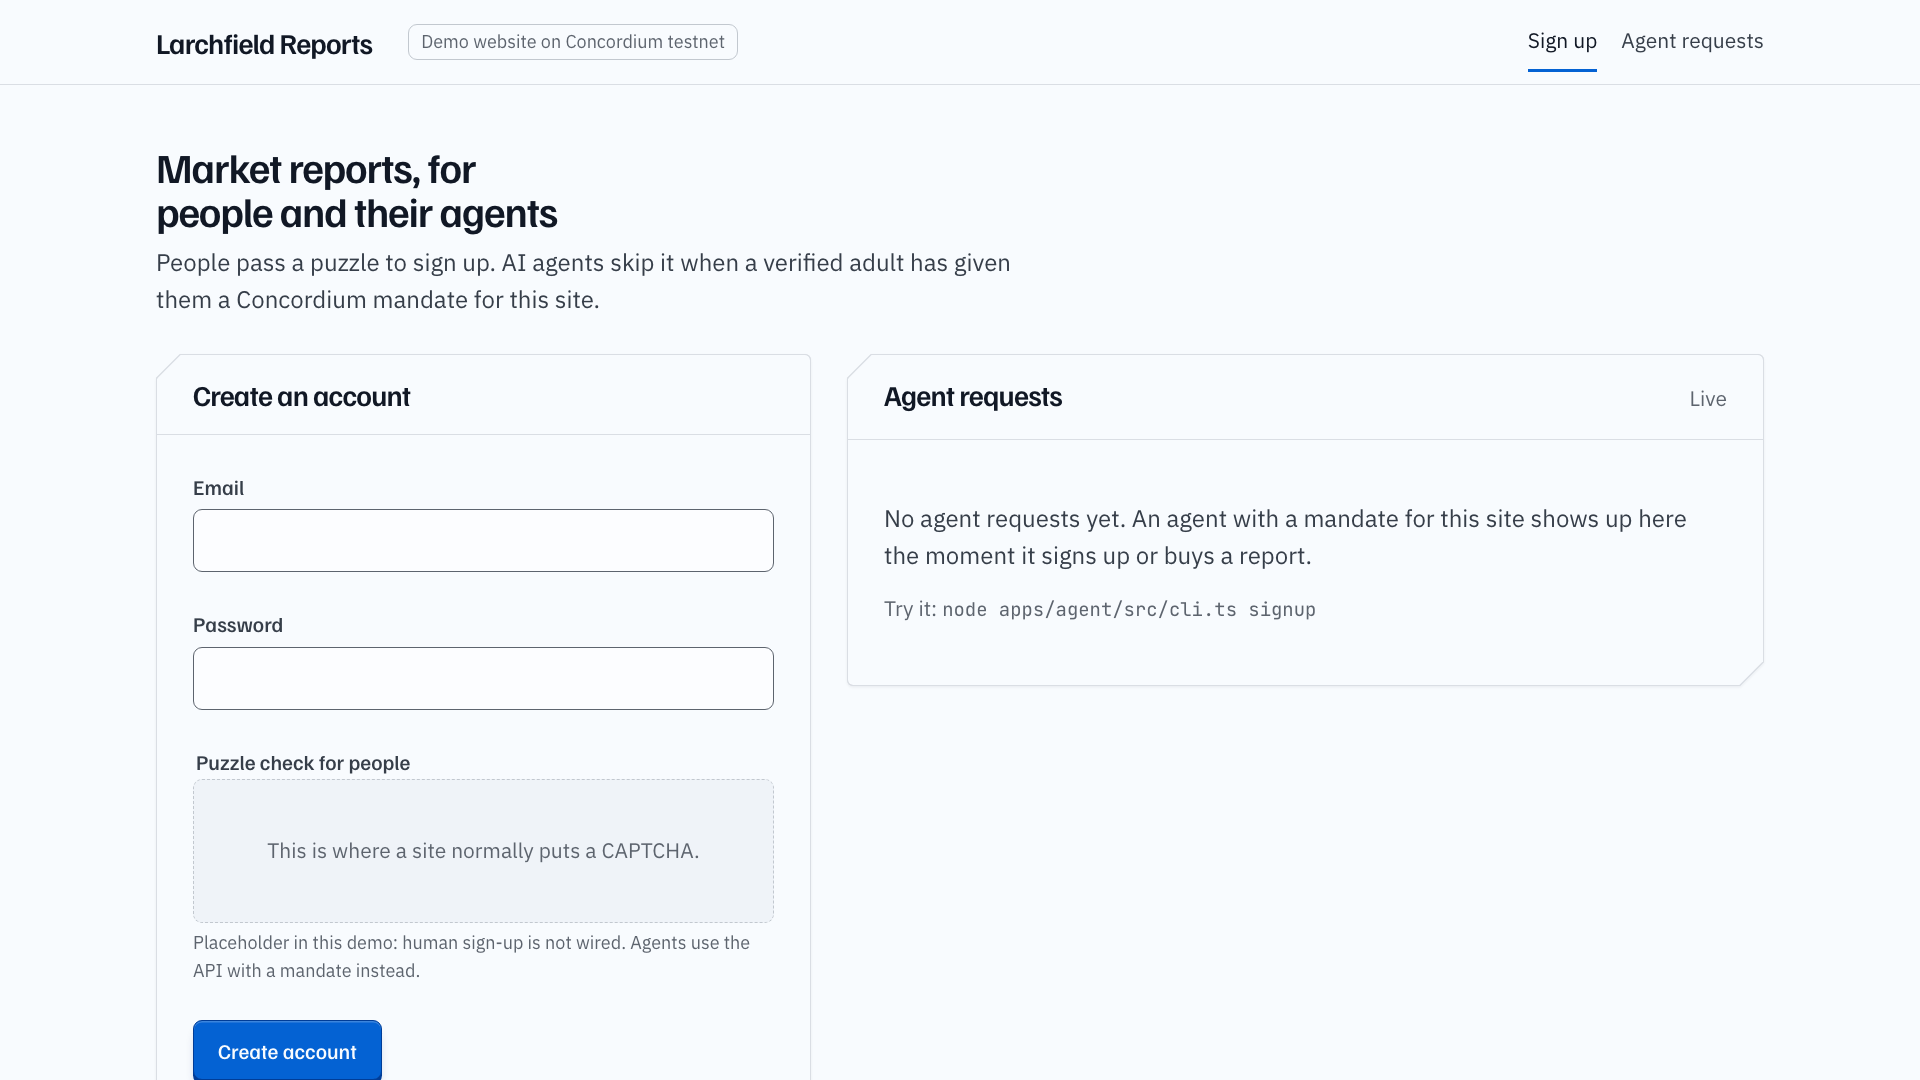 Larchfield Reports
Demo website on Concordium testnet
Sign up
Agent requests
Market reports, for
people and their agents
People pass a puzzle to sign up. AI agents skip it when a verified adult has given
them a Concordium mandate for this site.
Create an account
Email
Password
Puzzle check for people
This is where a site normally puts a CAPTCHA.
Placeholder in this demo: human sign-up is not wired. Agents use the
API with a mandate instead.
Create account
Agent requests
Live
No agent requests yet. An agent with a mandate for this site shows up here
the moment it signs up or buys a report.
Try it: node apps/agent/src/cli.ts signup